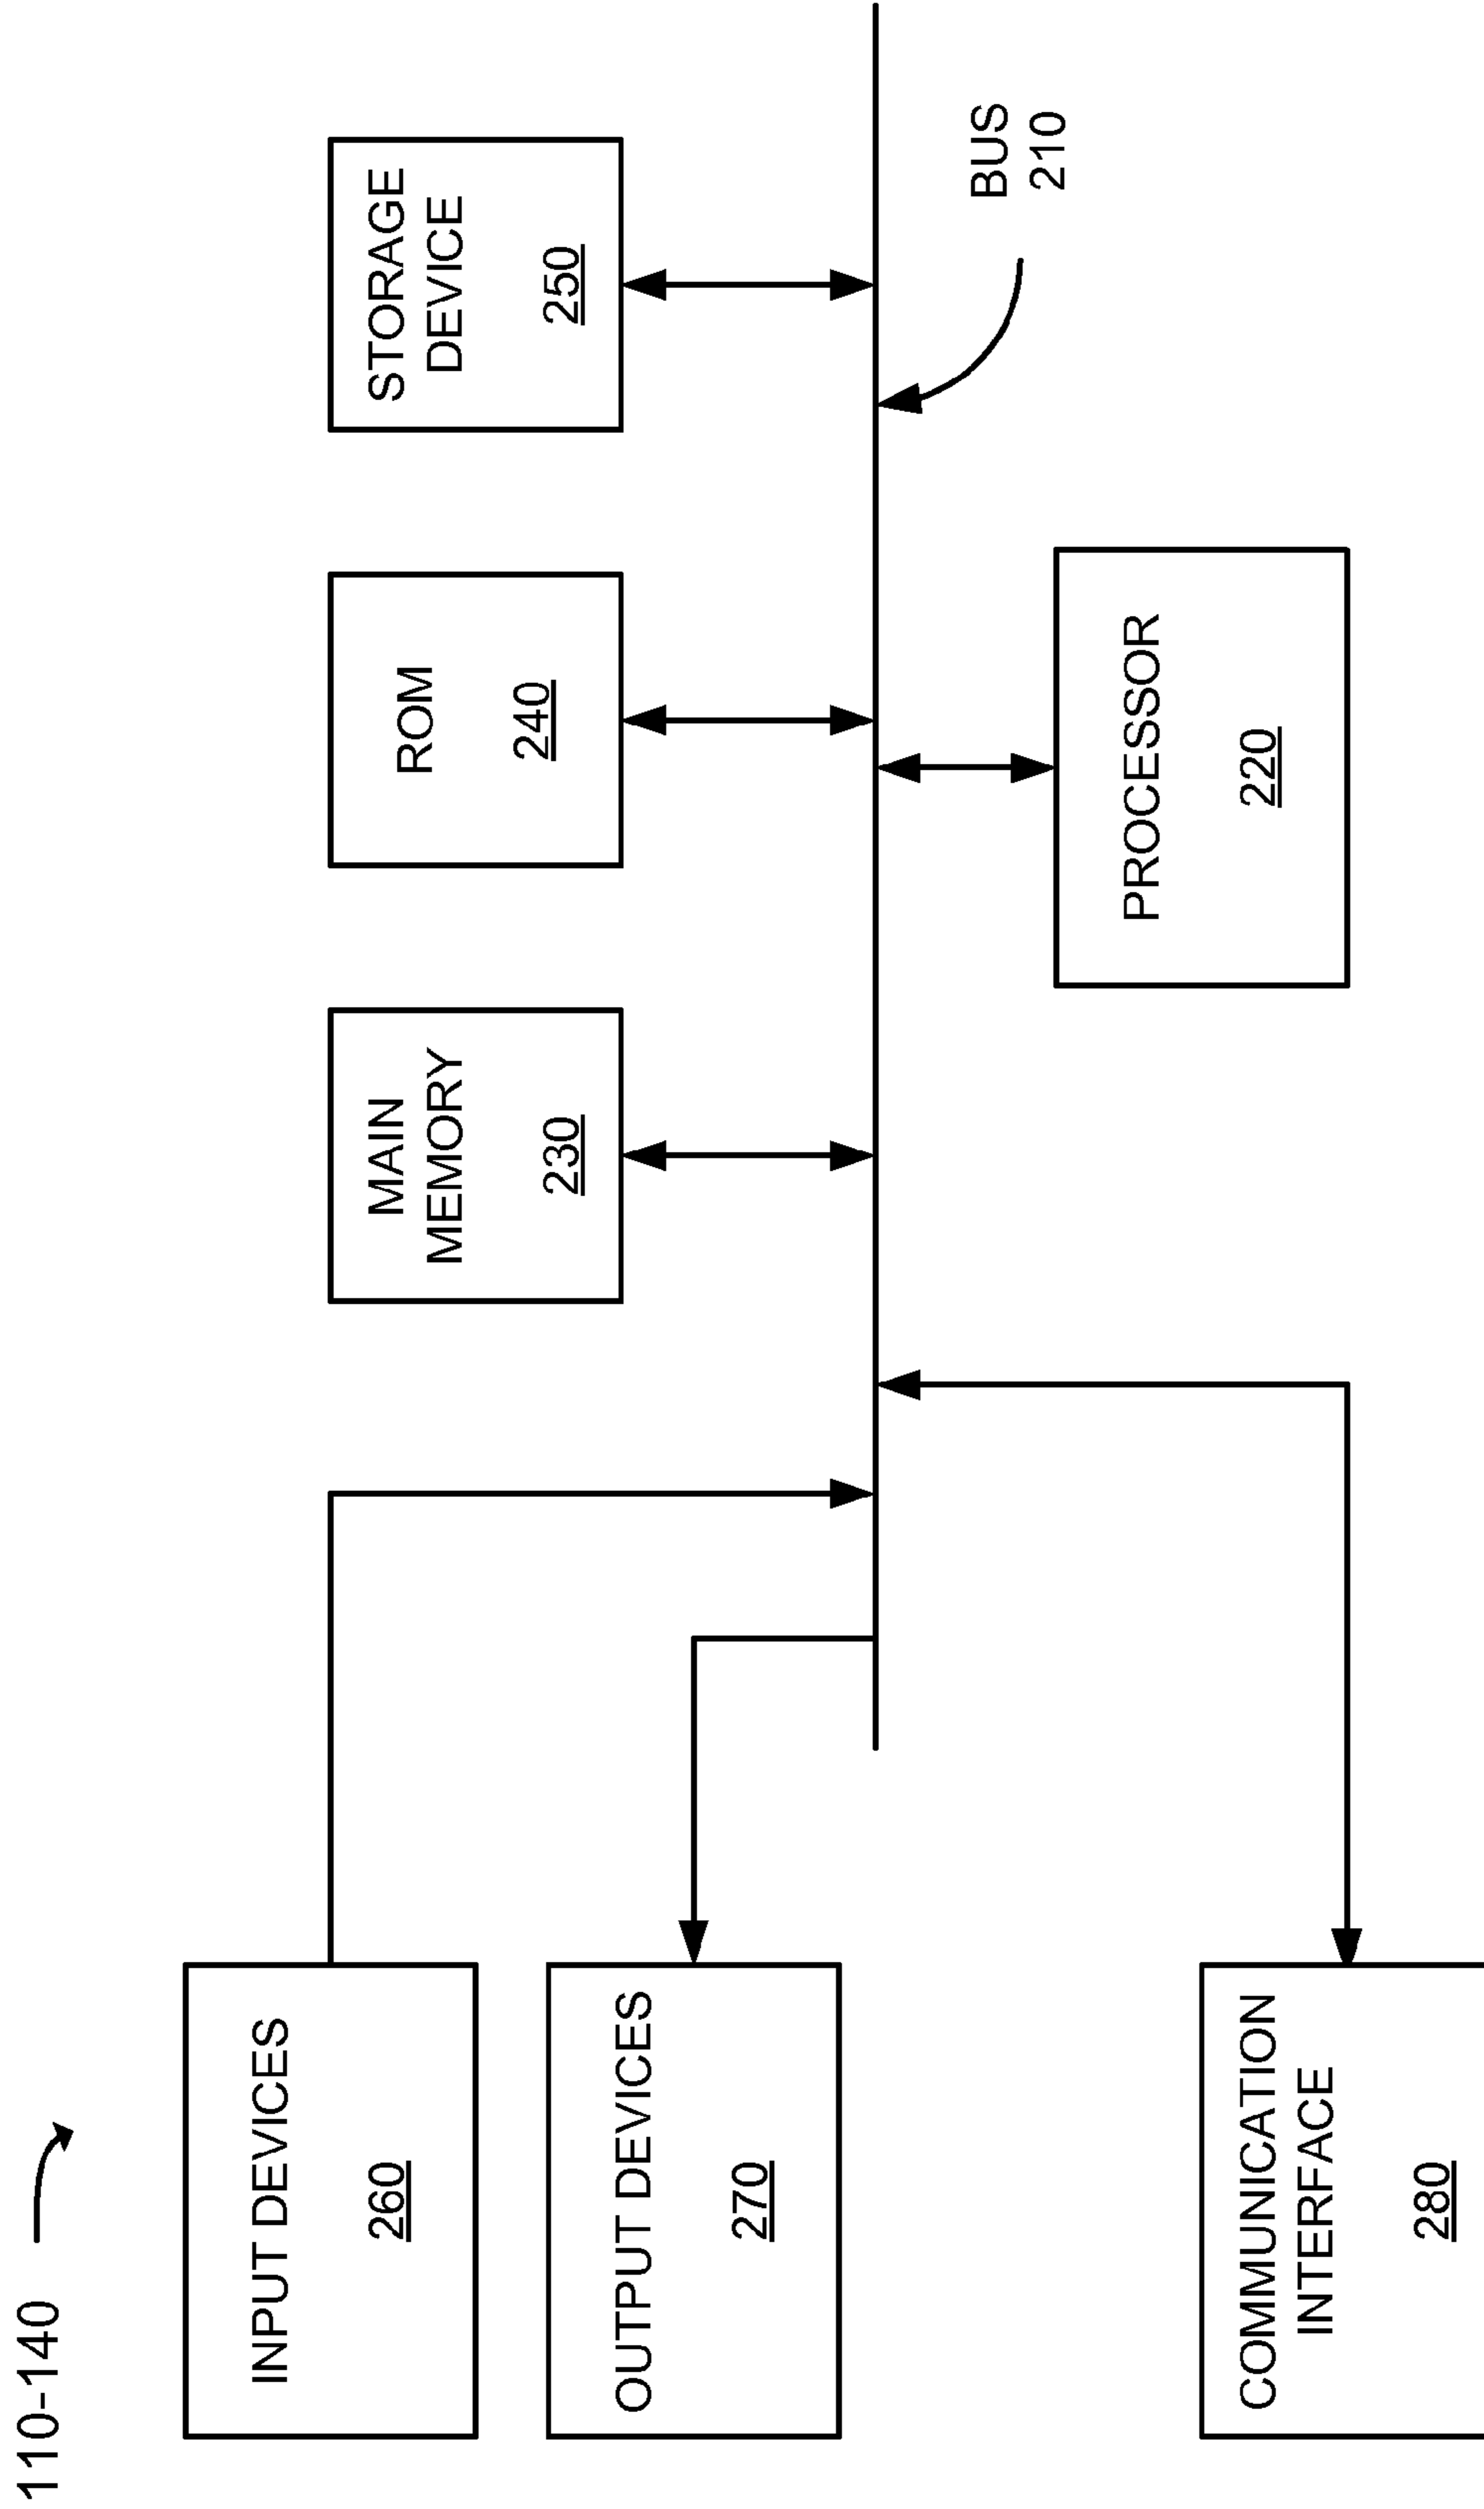 110-140
INPUT DEVICES
260
MAIN
MEMORY
230
ROM
240
STORAGE
DEVICE
250
OUTPUT DEVICES
270
BUS
210
PROCESSOR
220
COMMUNICATION
INTERFACE
280